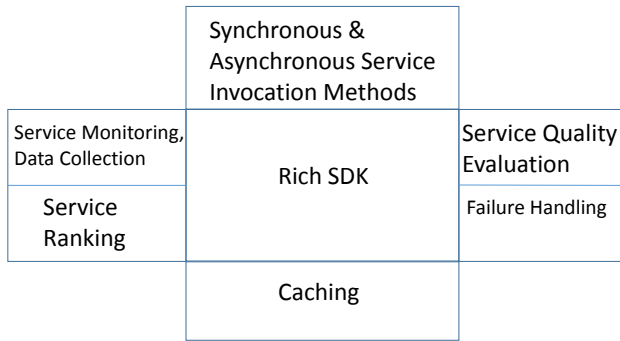 Synchronous &
Asynchronous Service
Invocation Methods
Service Monitoring,
Data Collection
Service
Ranking
Rich SDK
Service Quality
Evaluation
Failure Handling
Caching